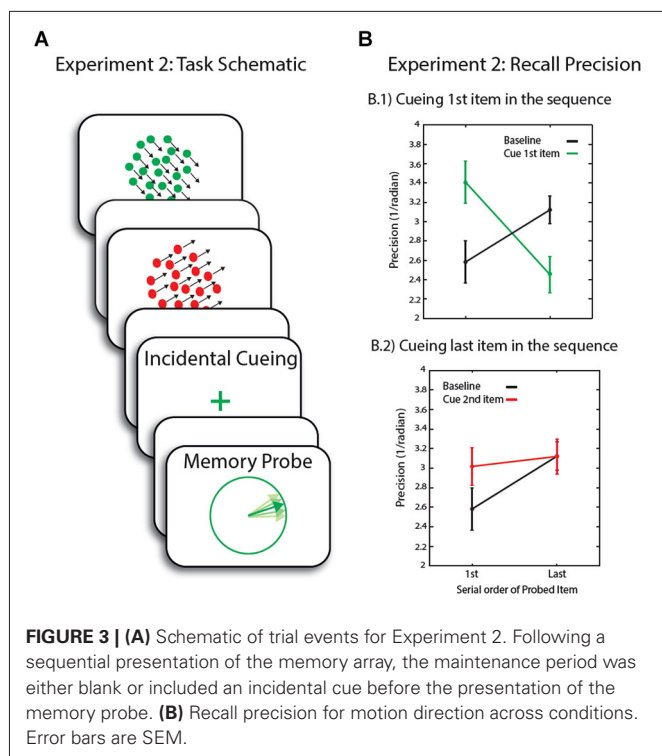 A
Experiment 2: Task Schematic
Incidental Cueing
+
Memory Probe
B
Experiment 2: Recall Precision
B.1) Cueing 1st item in the sequence
Baseline
Cue 1st item
Precision (1/radian)
4
3.8
3.6
3.4
3.2
3
2.8
2.6
2.4
2.2
2
B.2) Cueing last item in the sequence
Baseline
Cue 2nd item
Precision (1/radian)
4
3.8
3.6
3.4
3.2
3
2.8
2.6
2.4
2.2
2
1st
Last
Serial order of Probed Item
FIGURE 3 | (A) Schematic of trial events for Experiment 2. Following a
sequential presentation of the memory array, the maintenance period was
either blank or included an incidental cue before the presentation of the
memory probe. (B) Recall precision for motion direction across conditions.
Error bars are SEM.